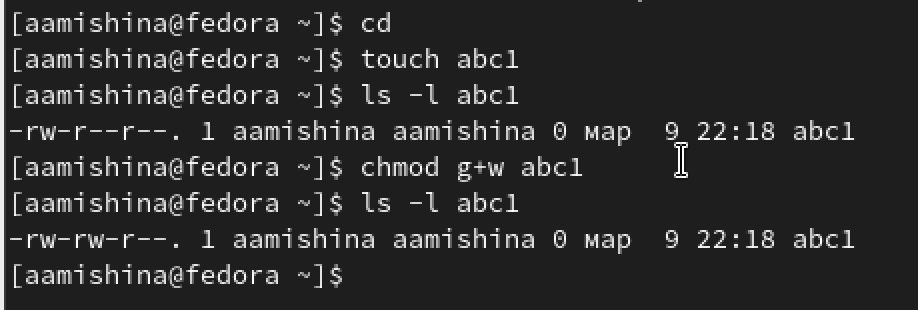 [aamishina@fedora ~]$ cd
[aamishina@fedora ~]$ touch abc1
[aamishina@fedora ~]$ ls -l abc1
-rw-r--r--. 1 aamishina aamishina 0 мар  9 22:18 abc1
[aamishina@fedora ~]$ chmod g+w abc1
[aamishina@fedora ~]$ ls -l abc1
-rw-rw-r--. 1 aamishina aamishina 0 мар  9 22:18 abc1
[aamishina@fedora ~]$